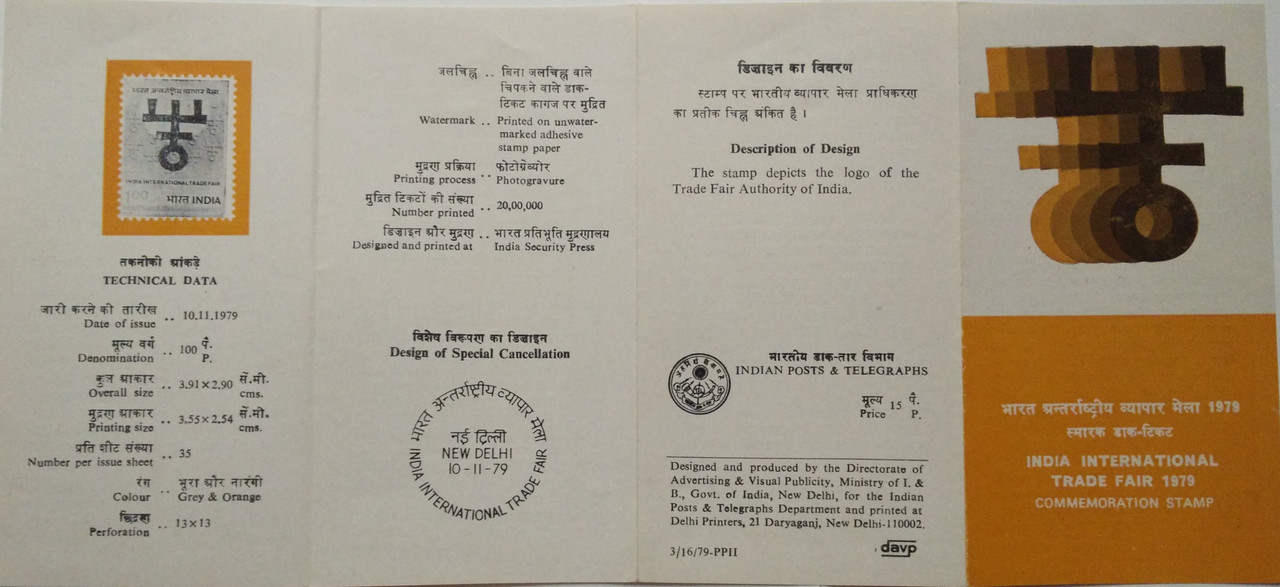 भारत अन्तर्राष्ट्रीय व्यापार मेला
INDIA INTERNATIONAL TRADE FAIR
100
भारत INDIA
तकनीकी आंकड़े
TECHNICAL DATA
जारी करने की तारीख .. 10.11.1979
Date of issue
मूल्य वर्ग .. 100 पै.
Denomination P.
कुल आकार .. 3.91×2.90 सें.मी.
Overall size cms.
मुद्रण आकार .. 3.55×2.54 सें.मी.
Printing size cms.
प्रति शीट संख्या .. 35
Number per issue sheet
रंग .. भूरा और नारंगी
Colour Grey & Orange
छिद्रण .. 13×13
Perforation
जलचिह्न .. बिना जलचिह्न वाले
चिपकने वाले डाक-
टिकट कागज पर मुद्रित
Watermark .. Printed on unwater-
marked adhesive
stamp paper
मुद्रण प्रक्रिया .. फोटोग्रेव्योर
Printing process Photogravure
मुद्रित टिकटों की संख्या .. 20,00,000
Number printed
डिजाइन और मुद्रण .. भारत प्रतिभूति मुद्रणालय
Designed and printed at India Security Press
विशेष विरूपण का डिज़ाइन
Design of Special Cancellation
भारत अन्तर्राष्ट्रीय व्यापार मेला
नई दिल्ली
NEW DELHI
10-11-79
INDIA INTERNATIONAL TRADE FAIR
डिज़ाइन का विवरण
स्टाम्प पर भारतीय व्यापार मेला प्राधिकरण
का प्रतीक चिह्न अंकित है ।
Description of Design
The stamp depicts the logo of the
Trade Fair Authority of India.
भारतीय डाक-तार विभाग
INDIAN POSTS & TELEGRAPHS
मूल्य 15 पै.
Price P.
Designed and produced by the Directorate of
Advertising & Visual Publicity, Ministry of I. &
B., Govt. of India, New Delhi, for the Indian
Posts & Telegraphs Department and printed at
Delhi Printers, 21 Daryaganj, New Delhi-110002.
3/16/79-PPII
davp
भारत अन्तर्राष्ट्रीय व्यापार मेला 1979
स्मारक डाक-टिकट
INDIA INTERNATIONAL
TRADE FAIR 1979
COMMEMORATION STAMP